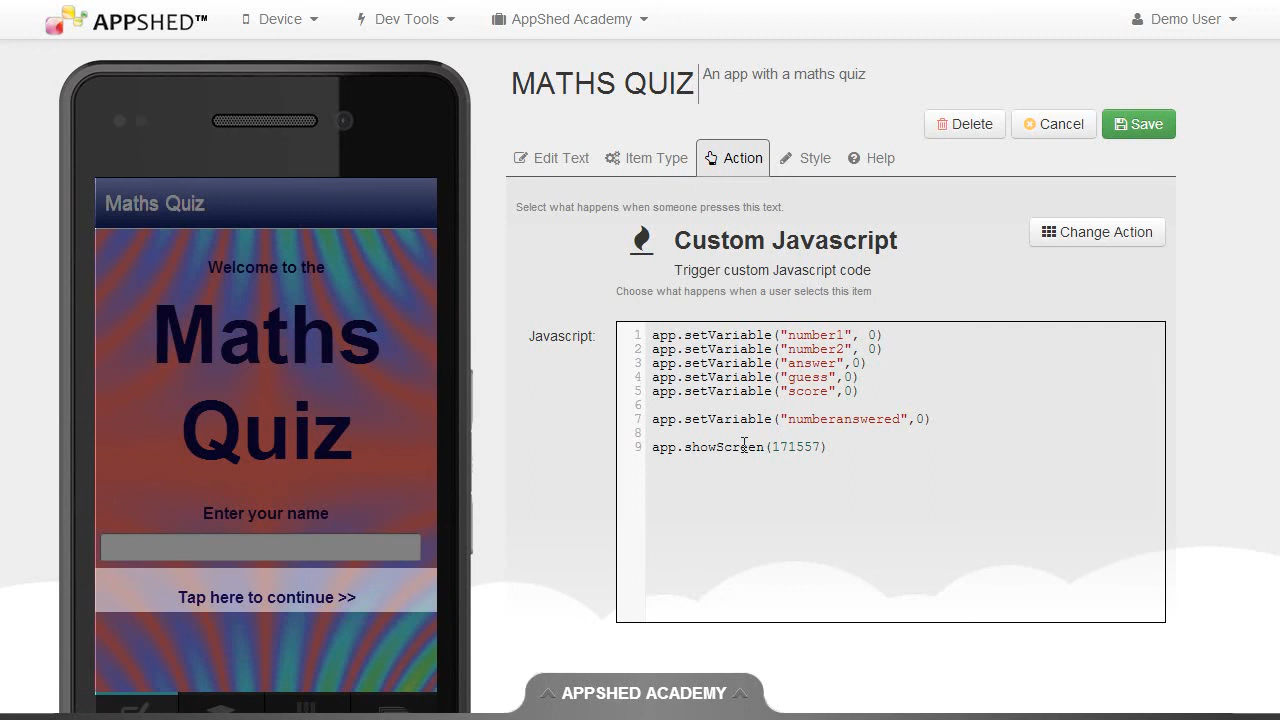 APPSHED™ Device Dev Tools AppShed Academy Demo User
MATHS QUIZ An app with a maths quiz
Delete Cancel Save
Edit Text Item Type Action Style Help
Select what happens when someone presses this text.
Custom Javascript
Change Action
Trigger custom Javascript code
Choose what happens when a user selects this item
Javascript:
1 app.setVariable("number1", 0)
2 app.setVariable("number2", 0)
3 app.setVariable("answer",0)
4 app.setVariable("guess",0)
5 app.setVariable("score",0)
6
7 app.setVariable("numberanswered",0)
8
9 app.showScreen(171557)
Maths Quiz
Welcome to the
Maths
Quiz
Enter your name
Tap here to continue >>
APPSHED ACADEMY